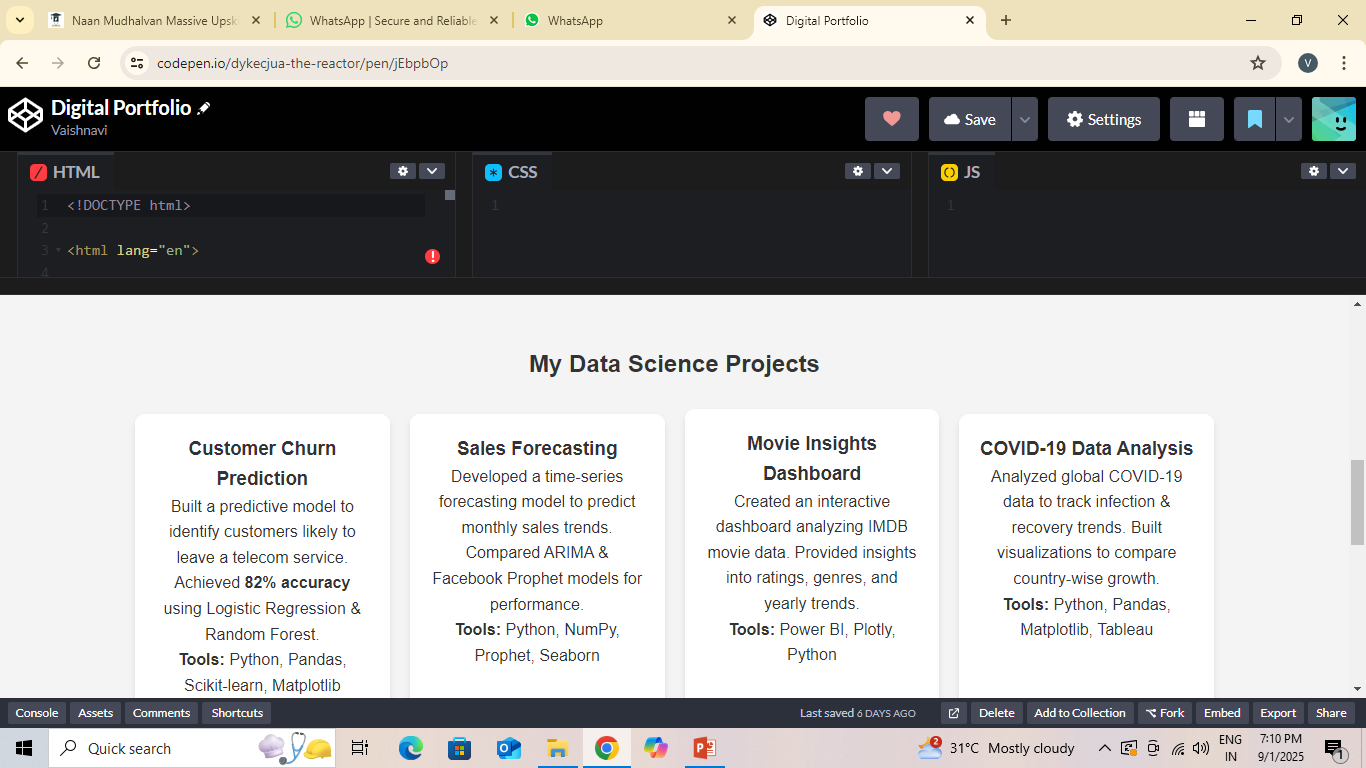 Naan Mudhalvan Massive Upsk
WhatsApp | Secure and Reliable
WhatsApp
Digital Portfolio
codepen.io/dykecjua-the-reactor/pen/jEbpbOp
V
Digital Portfolio
Vaishnavi
Save
Settings
HTML
CSS
JS
1 <!DOCTYPE html>
2
3 <html lang="en">
4
1
1
My Data Science Projects
Customer Churn
Prediction
Built a predictive model to
identify customers likely to
leave a telecom service.
Achieved 82% accuracy
using Logistic Regression &
Random Forest.
Tools: Python, Pandas,
Scikit-learn, Matplotlib
Sales Forecasting
Developed a time-series
forecasting model to predict
monthly sales trends.
Compared ARIMA &
Facebook Prophet models for
performance.
Tools: Python, NumPy,
Prophet, Seaborn
Movie Insights
Dashboard
Created an interactive
dashboard analyzing IMDB
movie data. Provided insights
into ratings, genres, and
yearly trends.
Tools: Power BI, Plotly,
Python
COVID-19 Data Analysis
Analyzed global COVID-19
data to track infection &
recovery trends. Built
visualizations to compare
country-wise growth.
Tools: Python, Pandas,
Matplotlib, Tableau
Console
Assets
Comments
Shortcuts
Last saved 6 DAYS AGO
Delete
Add to Collection
Fork
Embed
Export
Share
Quick search
2
31°C Mostly cloudy
ENG
IN
7:10 PM
9/1/2025
1